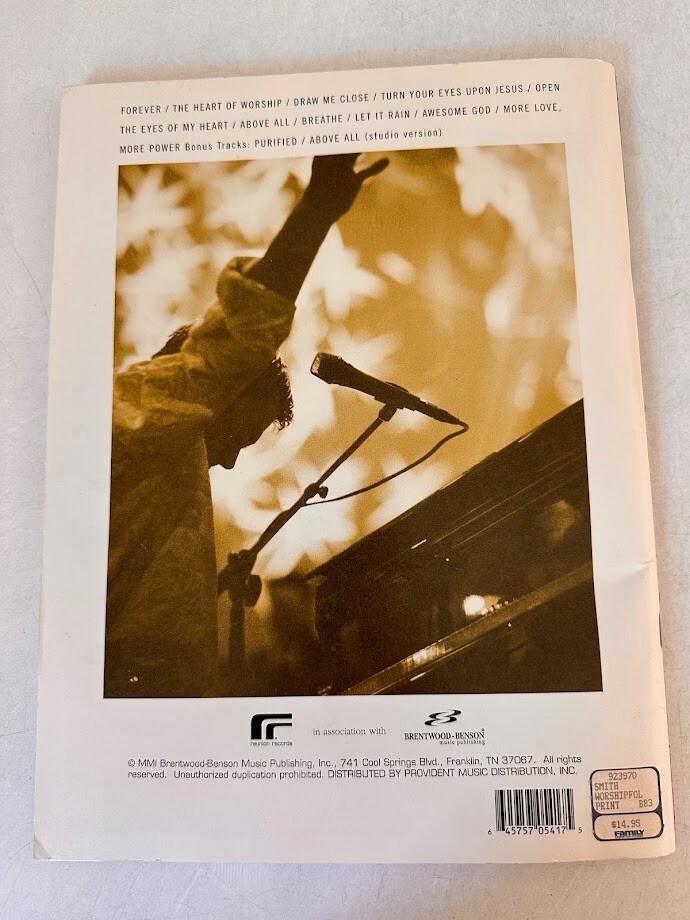 FOREVER / THE HEART OF WORSHIP / DRAW ME CLOSE / TURN YOUR EYES UPON JESUS / OPEN
THE EYES OF MY HEART / ABOVE ALL / BREATHE / LET IT RAIN / AWESOME GOD / MORE LOVE,
MORE POWER Bonus Tracks: PURIFIED / ABOVE ALL (studio version)
reunion records
in association with
BRENTWOOD-BENSON®
music publishing
© MMI Brentwood-Benson Music Publishing, Inc., 741 Cool Springs Blvd., Franklin, TN 37067. All rights
reserved. Unauthorized duplication prohibited. DISTRIBUTED BY PROVIDENT MUSIC DISTRIBUTION, INC.
6 45757 05417 5
923970
SMITH
WORSHIPFOL
PRINT BB3
$14.95
FAMILY